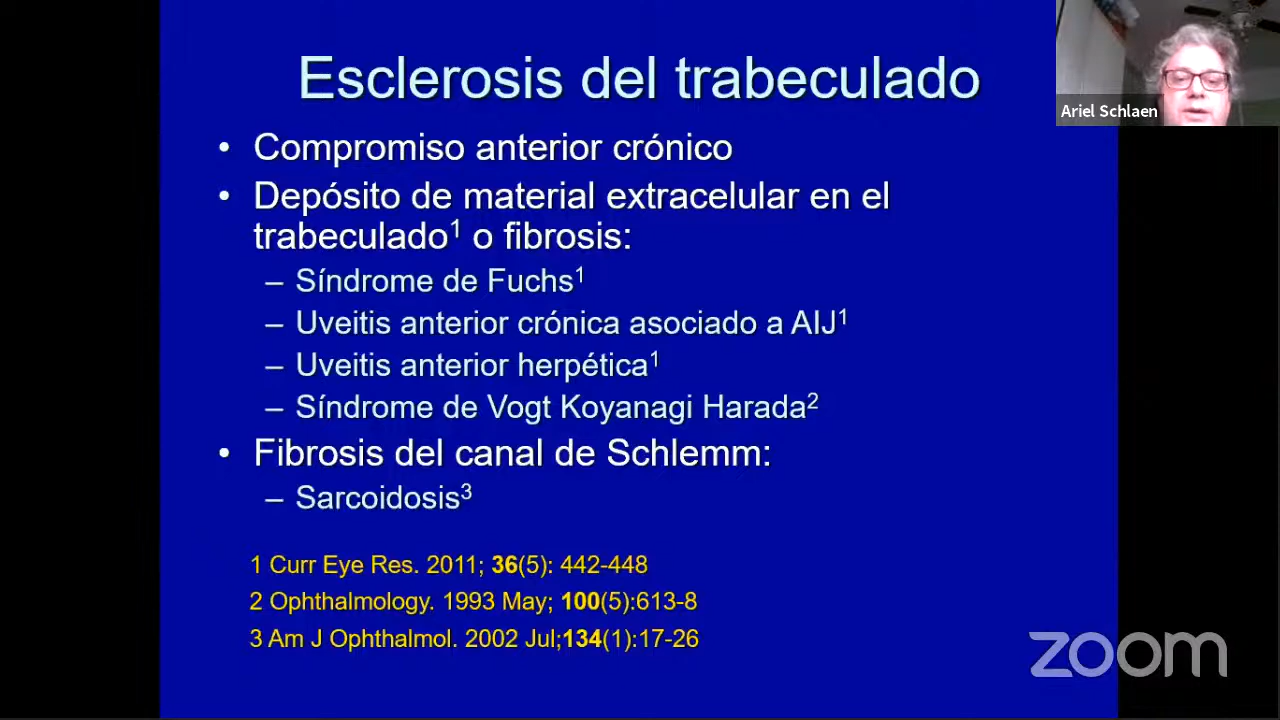 Esclerosis del trabeculado
Ariel Schlaen
• Compromiso anterior crónico
• Depósito de material extracelular en el
trabeculado¹ o fibrosis:
– Síndrome de Fuchs¹
– Uveitis anterior crónica asociado a AIJ¹
– Uveitis anterior herpética¹
– Síndrome de Vogt Koyanagi Harada²
• Fibrosis del canal de Schlemm:
– Sarcoidosis³
1 Curr Eye Res. 2011; 36(5): 442-448
2 Ophthalmology. 1993 May; 100(5):613-8
3 Am J Ophthalmol. 2002 Jul;134(1):17-26
zoom